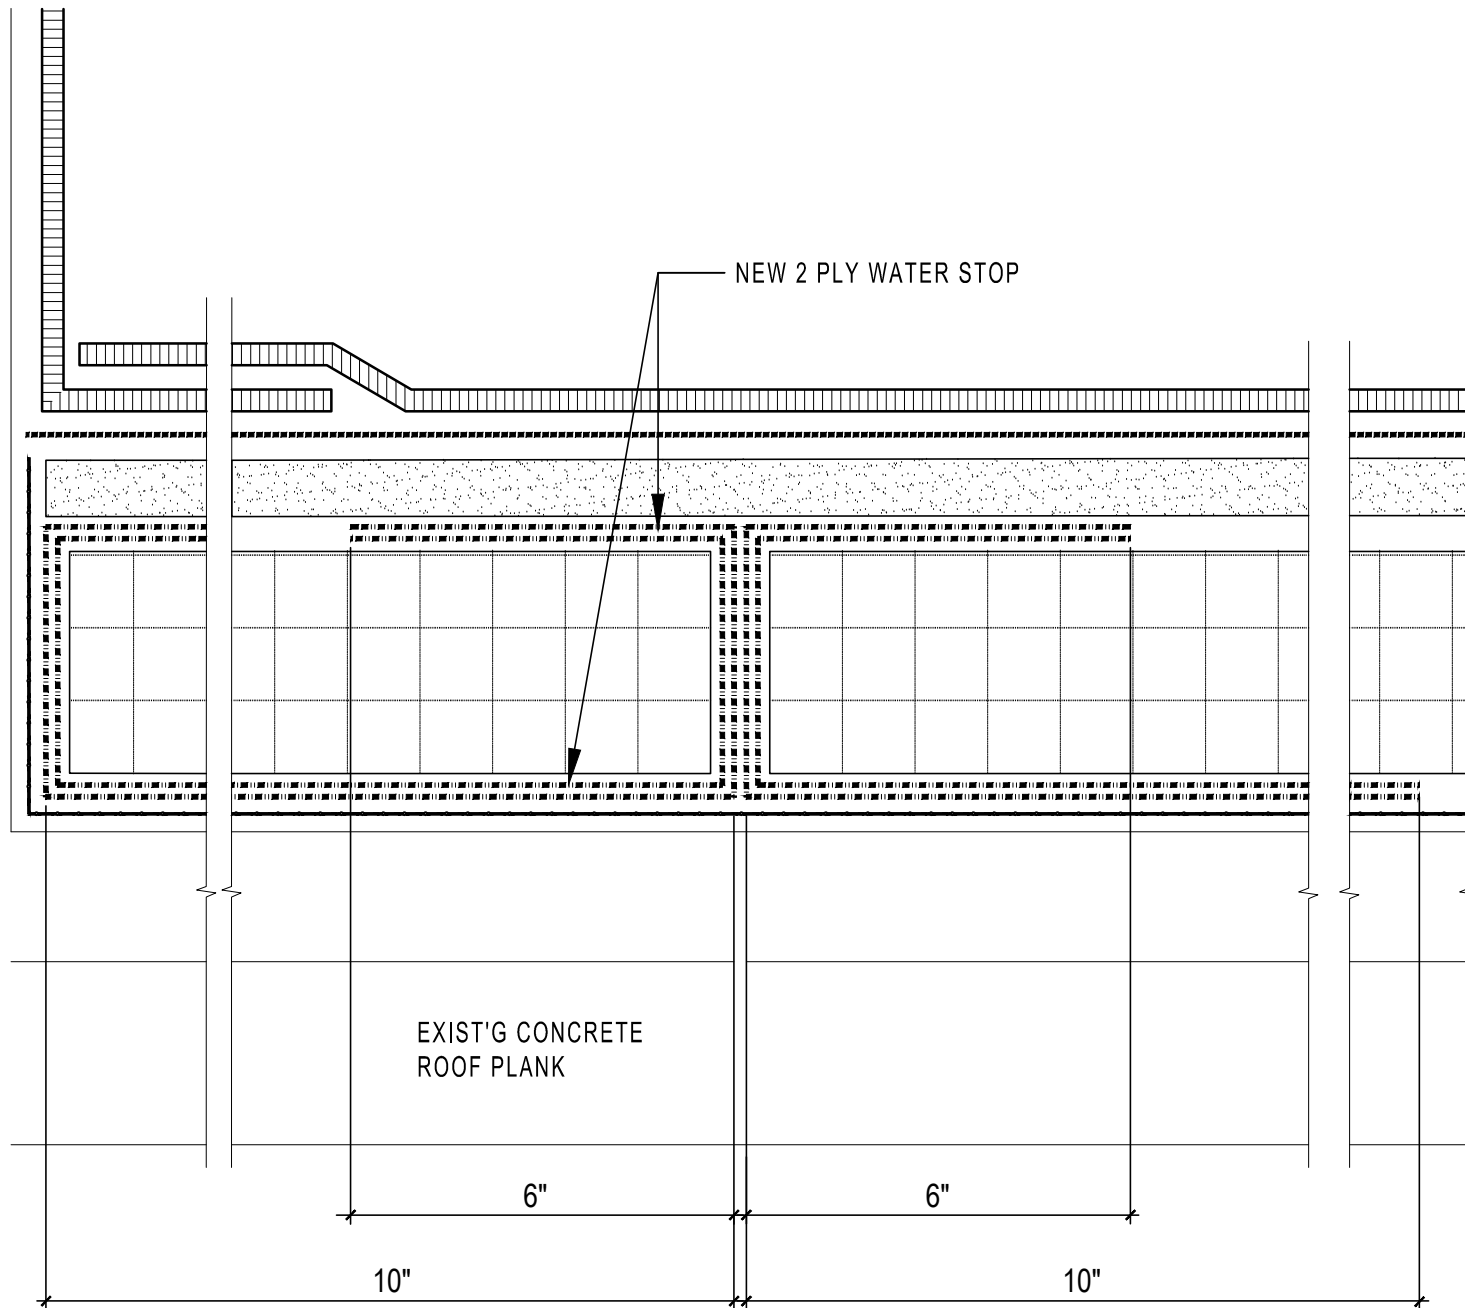 NEW 2 PLY WATER STOP
EXIST'G CONCRETE
ROOF PLANK
6" 6"
10" 10"